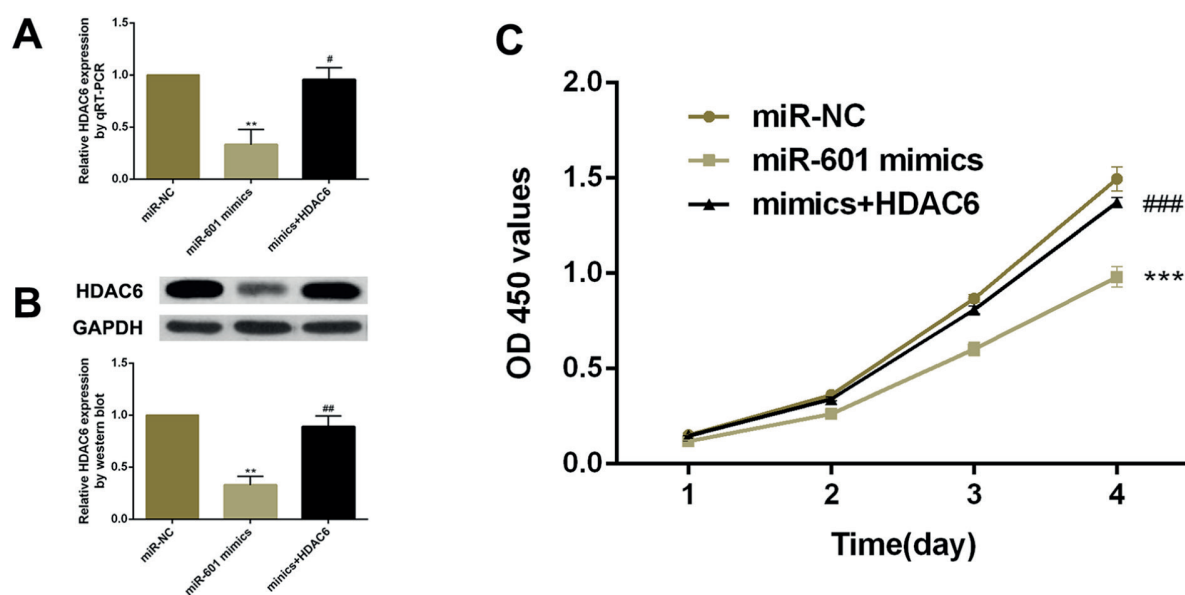 A
Relative HDAC6 expression
by qRT-PCR
1.5
1.0
0.5
0.0
**
#
miR-NC
miR-601 mimics
minics+HDAC6
B
HDAC6
GAPDH
Relative HDAC6 expression
by western blot
1.5
1.0
0.5
0.0
**
##
miR-NC
miR-601 mimics
minics+HDAC6
C
OD 450 values
2.0
1.5
1.0
0.5
0.0
miR-NC
miR-601 mimics
mimics+HDAC6
###
***
1 2 3 4
Time(day)